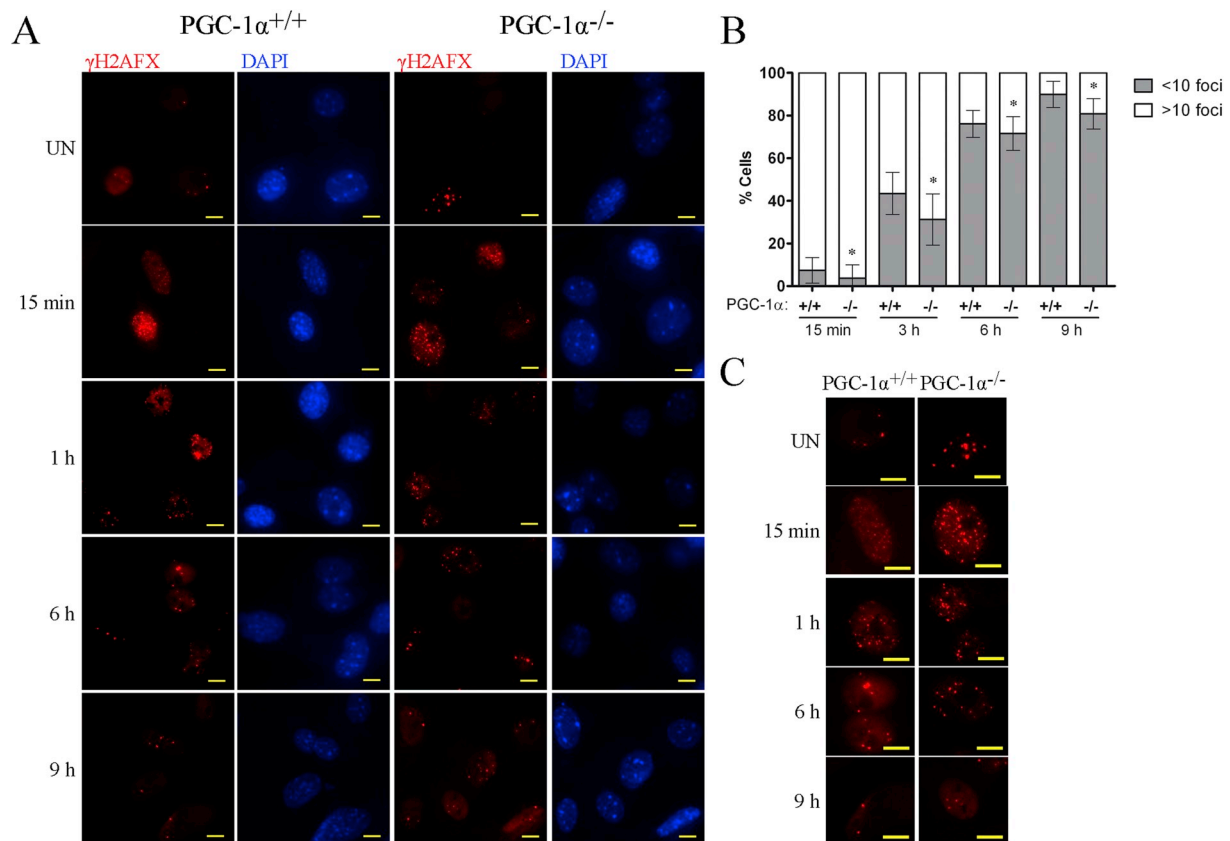 A
PGC-1α+/+ PGC-1α-/-
γH2AFX DAPI γH2AFX DAPI
UN
15 min
1 h
6 h
9 h
B
100
80
60
40
20
0
% Cells
* * * *
<10 foci
>10 foci
PGC-1α: +/+ -/- +/+ -/- +/+ -/- +/+ -/-
15 min 3 h 6 h 9 h
C
PGC-1α+/+ PGC-1α-/-
UN
15 min
1 h
6 h
9 h